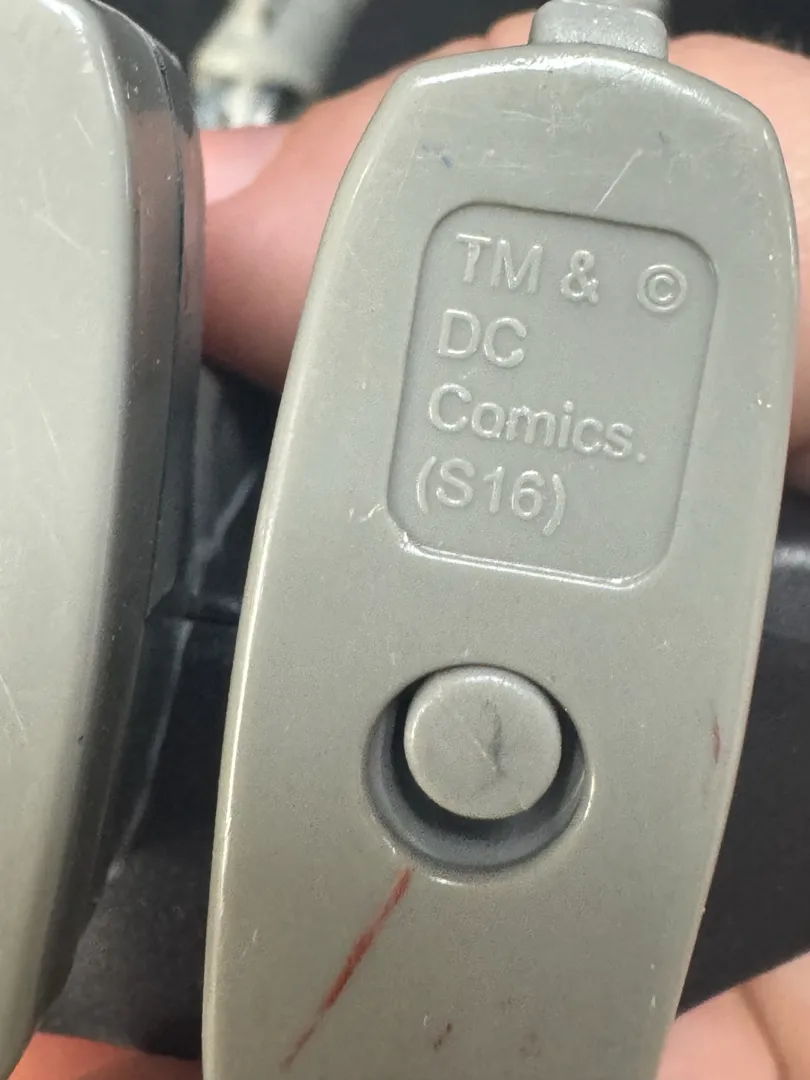 TM & ©
DC
Comics.
(S16)